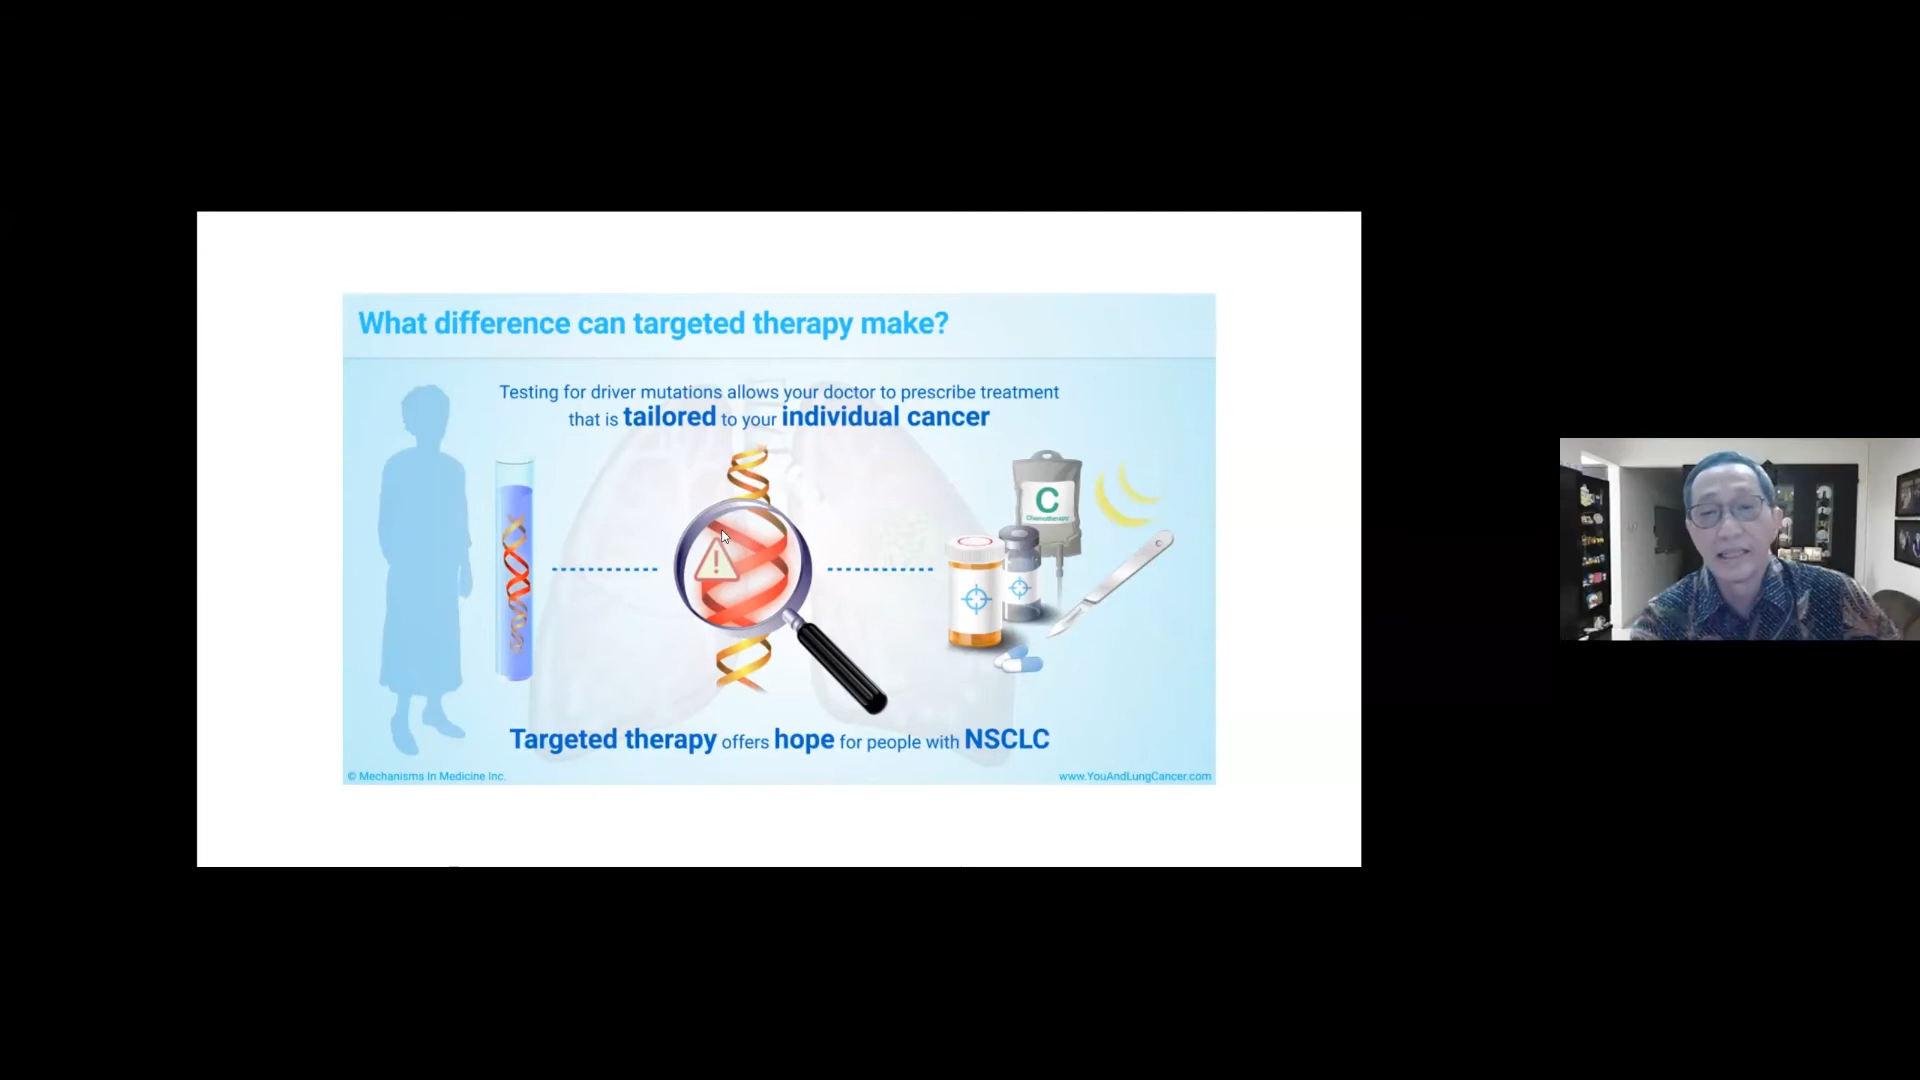 What difference can targeted therapy make?
Testing for driver mutations allows your doctor to prescribe treatment
that is tailored to your individual cancer
C
Chemotherapy
Targeted therapy offers hope for people with NSCLC
© Mechanisms In Medicine Inc.
www.YouAndLungCancer.com